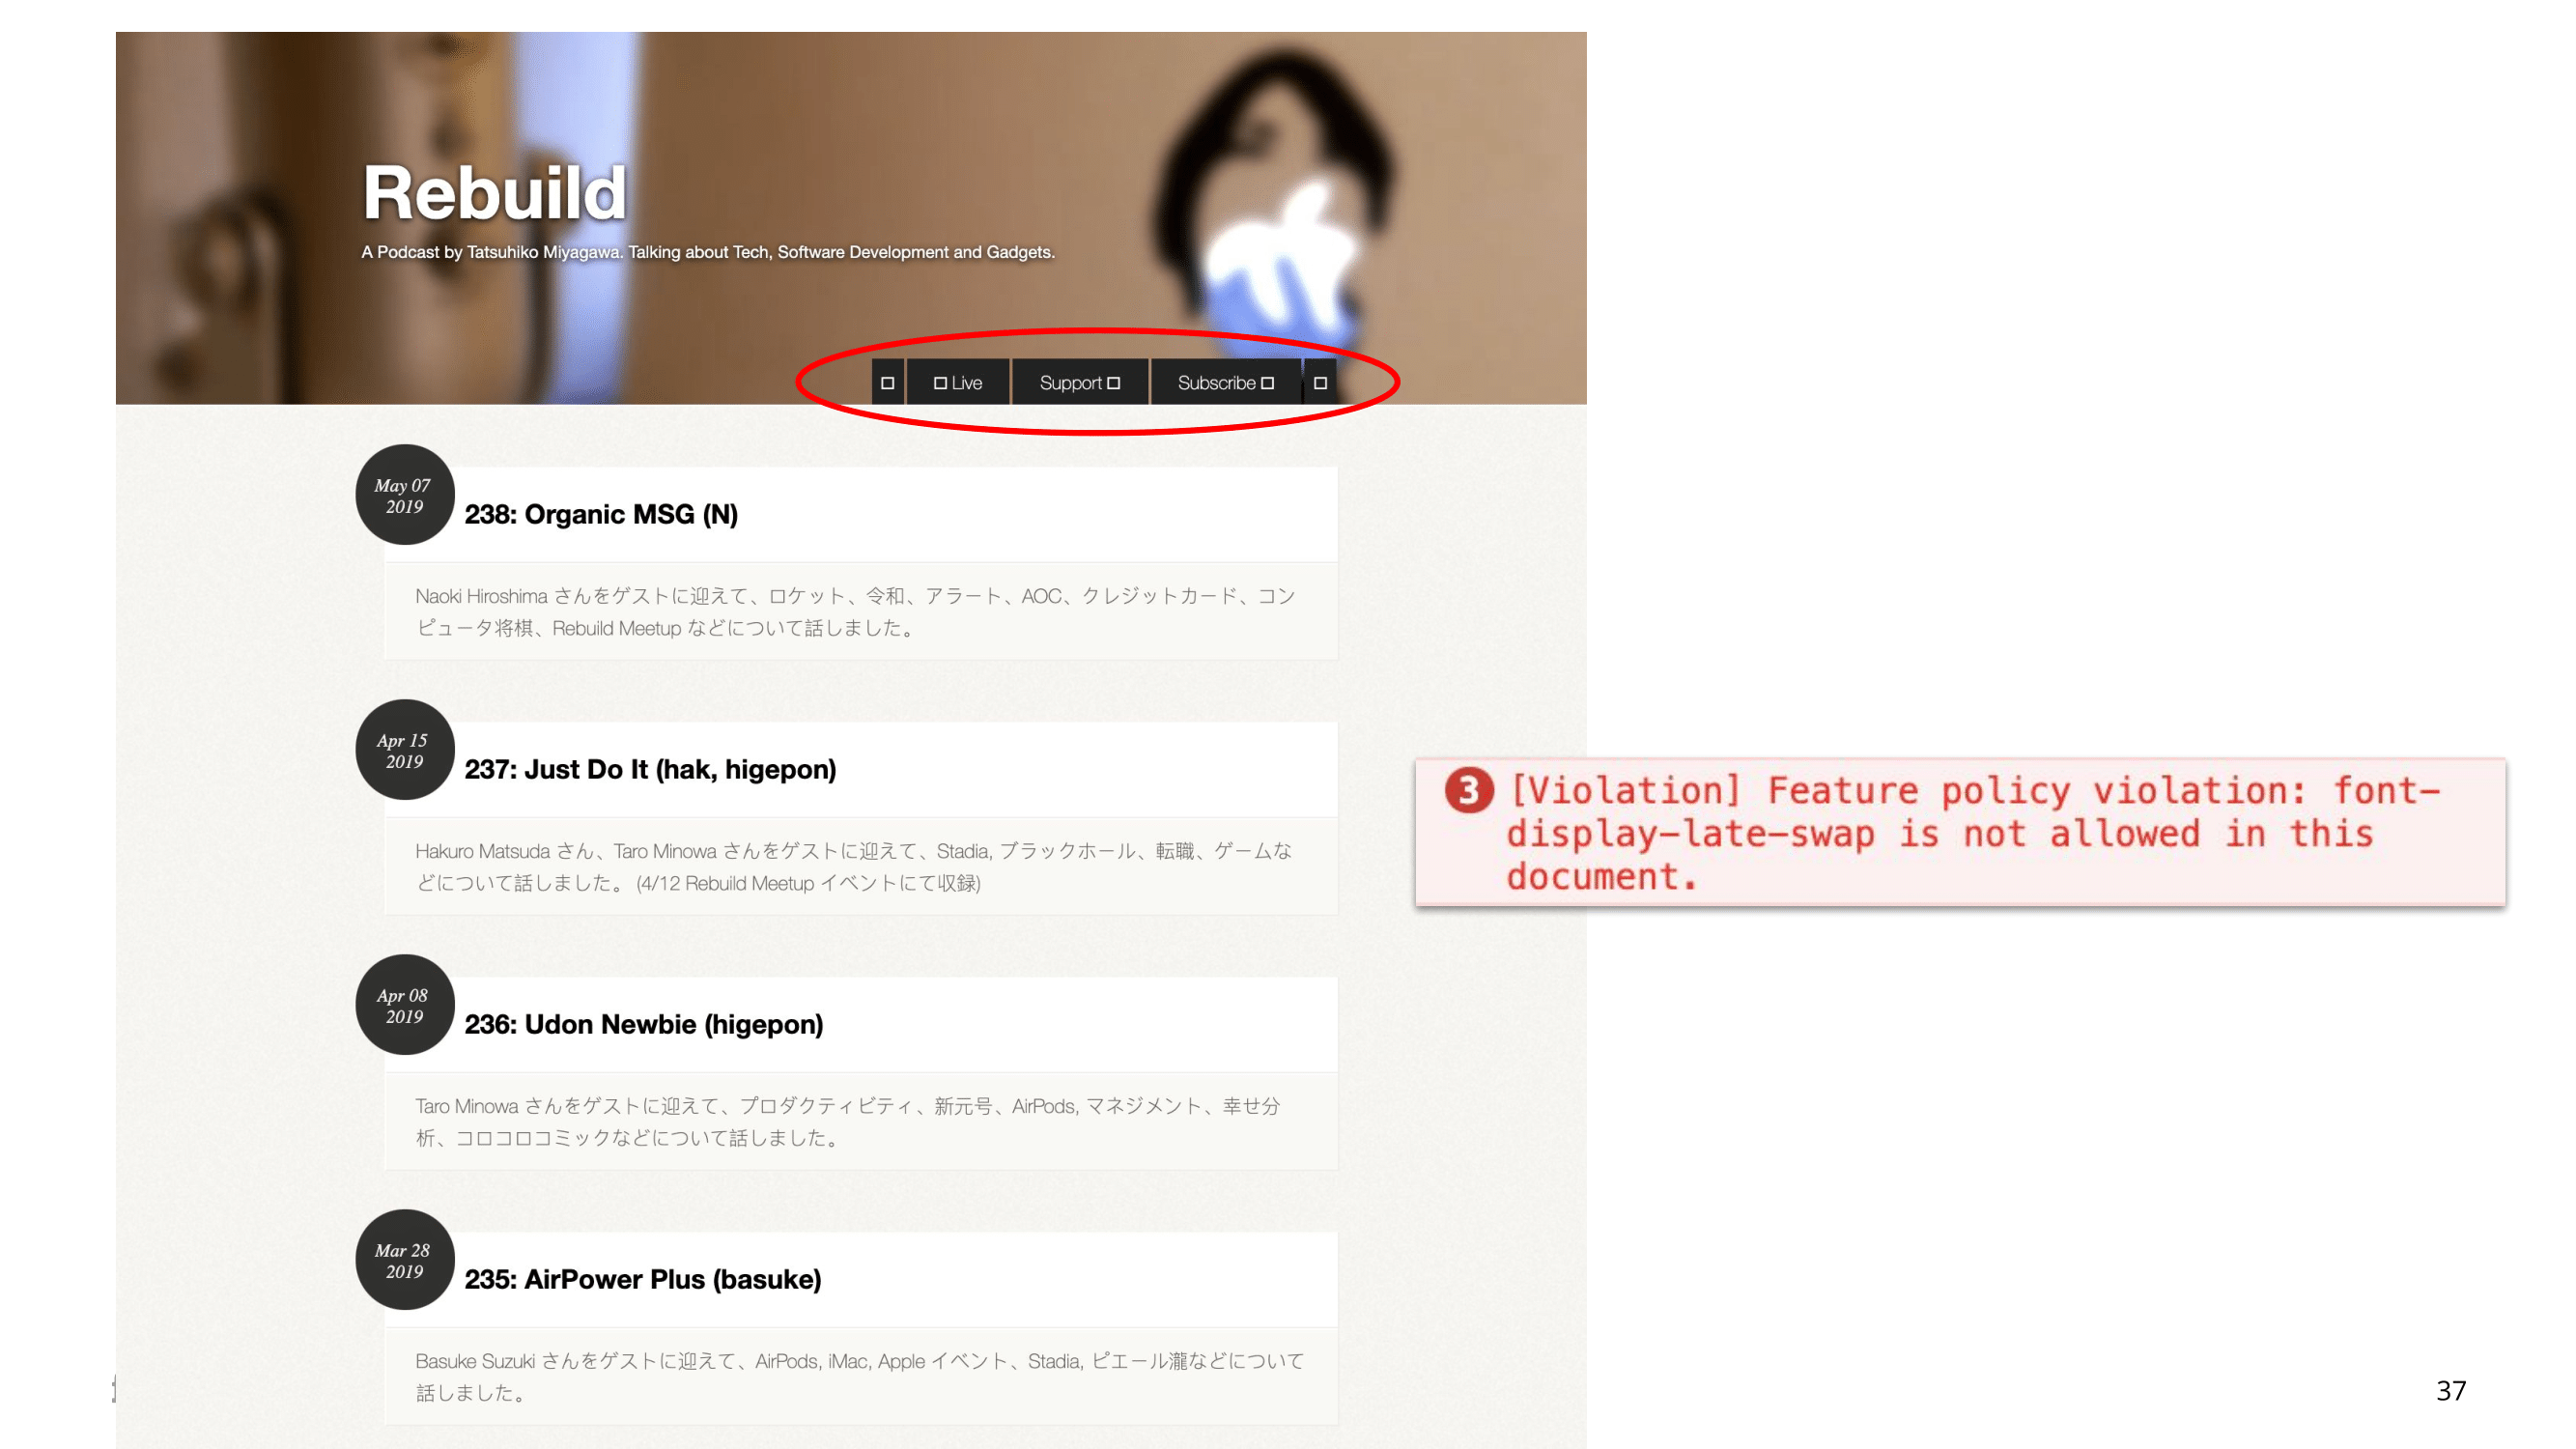 Rebuild
A Podcast by Tatsuhiko Miyagawa. Talking about Tech, Software Development and Gadgets.
Live
Support
Subscribe
May 07
2019
238: Organic MSG (N)
Naoki Hiroshima さんをゲストに迎えて、ロケット、令和、アラート、AOC、クレジットカード、コン
ピュータ将棋、Rebuild Meetup などについて話しました。
Apr 15
2019
237: Just Do It (hak, higepon)
Hakuro Matsuda さん、Taro Minowa さんをゲストに迎えて、Stadia, ブラックホール、転職、ゲームな
どについて話しました。 (4/12 Rebuild Meetup イベントにて収録)
3 [Violation] Feature policy violation: font-
display-late-swap is not allowed in this
document.
Apr 08
2019
236: Udon Newbie (higepon)
Taro Minowa さんをゲストに迎えて、プロダクティビティ、新元号、AirPods, マネジメント、幸せ分
析、コロコロコミックなどについて話しました。
Mar 28
2019
235: AirPower Plus (basuke)
Basuke Suzuki さんをゲストに迎えて、AirPods, iMac, Apple イベント、Stadia, ピエール瀧などについて
話しました。
37